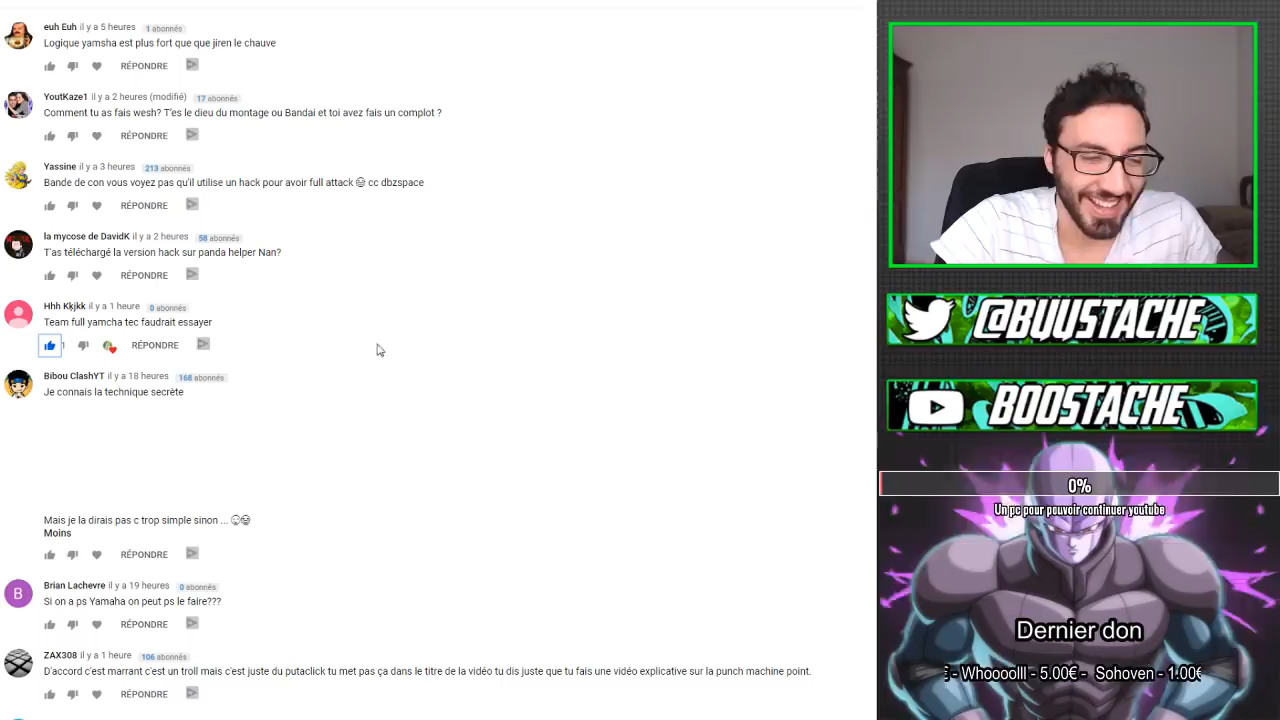 euh Euh il y a 5 heures 1 abonnés
Logique yamsha est plus fort que que jiren le chauve
RÉPONDRE
YoutKaze1 il y a 2 heures (modifié) 17 abonnés
Comment tu as fais wesh? T'es le dieu du montage ou Bandai et toi avez fais un complot ?
RÉPONDRE
Yassine il y a 3 heures 213 abonnés
Bande de con vous voyez pas qu'il utilise un hack pour avoir full attack 😂 cc dbzspace
RÉPONDRE
la mycose de DavidK il y a 2 heures 58 abonnés
T'as téléchargé la version hack sur panda helper Nan?
RÉPONDRE
Hhh Kkjkk il y a 1 heure 0 abonnés
Team full yamcha tec faudrait essayer
1 RÉPONDRE
Bibou ClashYT il y a 18 heures 168 abonnés
Je connais la technique secrète
Mais je la dirais pas c trop simple sinon ...
Moins
RÉPONDRE
B
Brian Lachevre il y a 19 heures 0 abonnés
Si on a ps Yamaha on peut ps le faire???
RÉPONDRE
ZAX308 il y a 1 heure 106 abonnés
D'accord c'est marrant c'est un troll mais c'est juste du putaclick tu met pas ça dans le titre de la vidéo tu dis juste que tu fais une vidéo explicative sur la punch machine point.
RÉPONDRE
@BUUSTACHE
BOOSTACHE
0%
Un pc pour pouvoir continuer youtube
Dernier don
- Whoooolll - 5.00€ - Sohoven - 1.00€